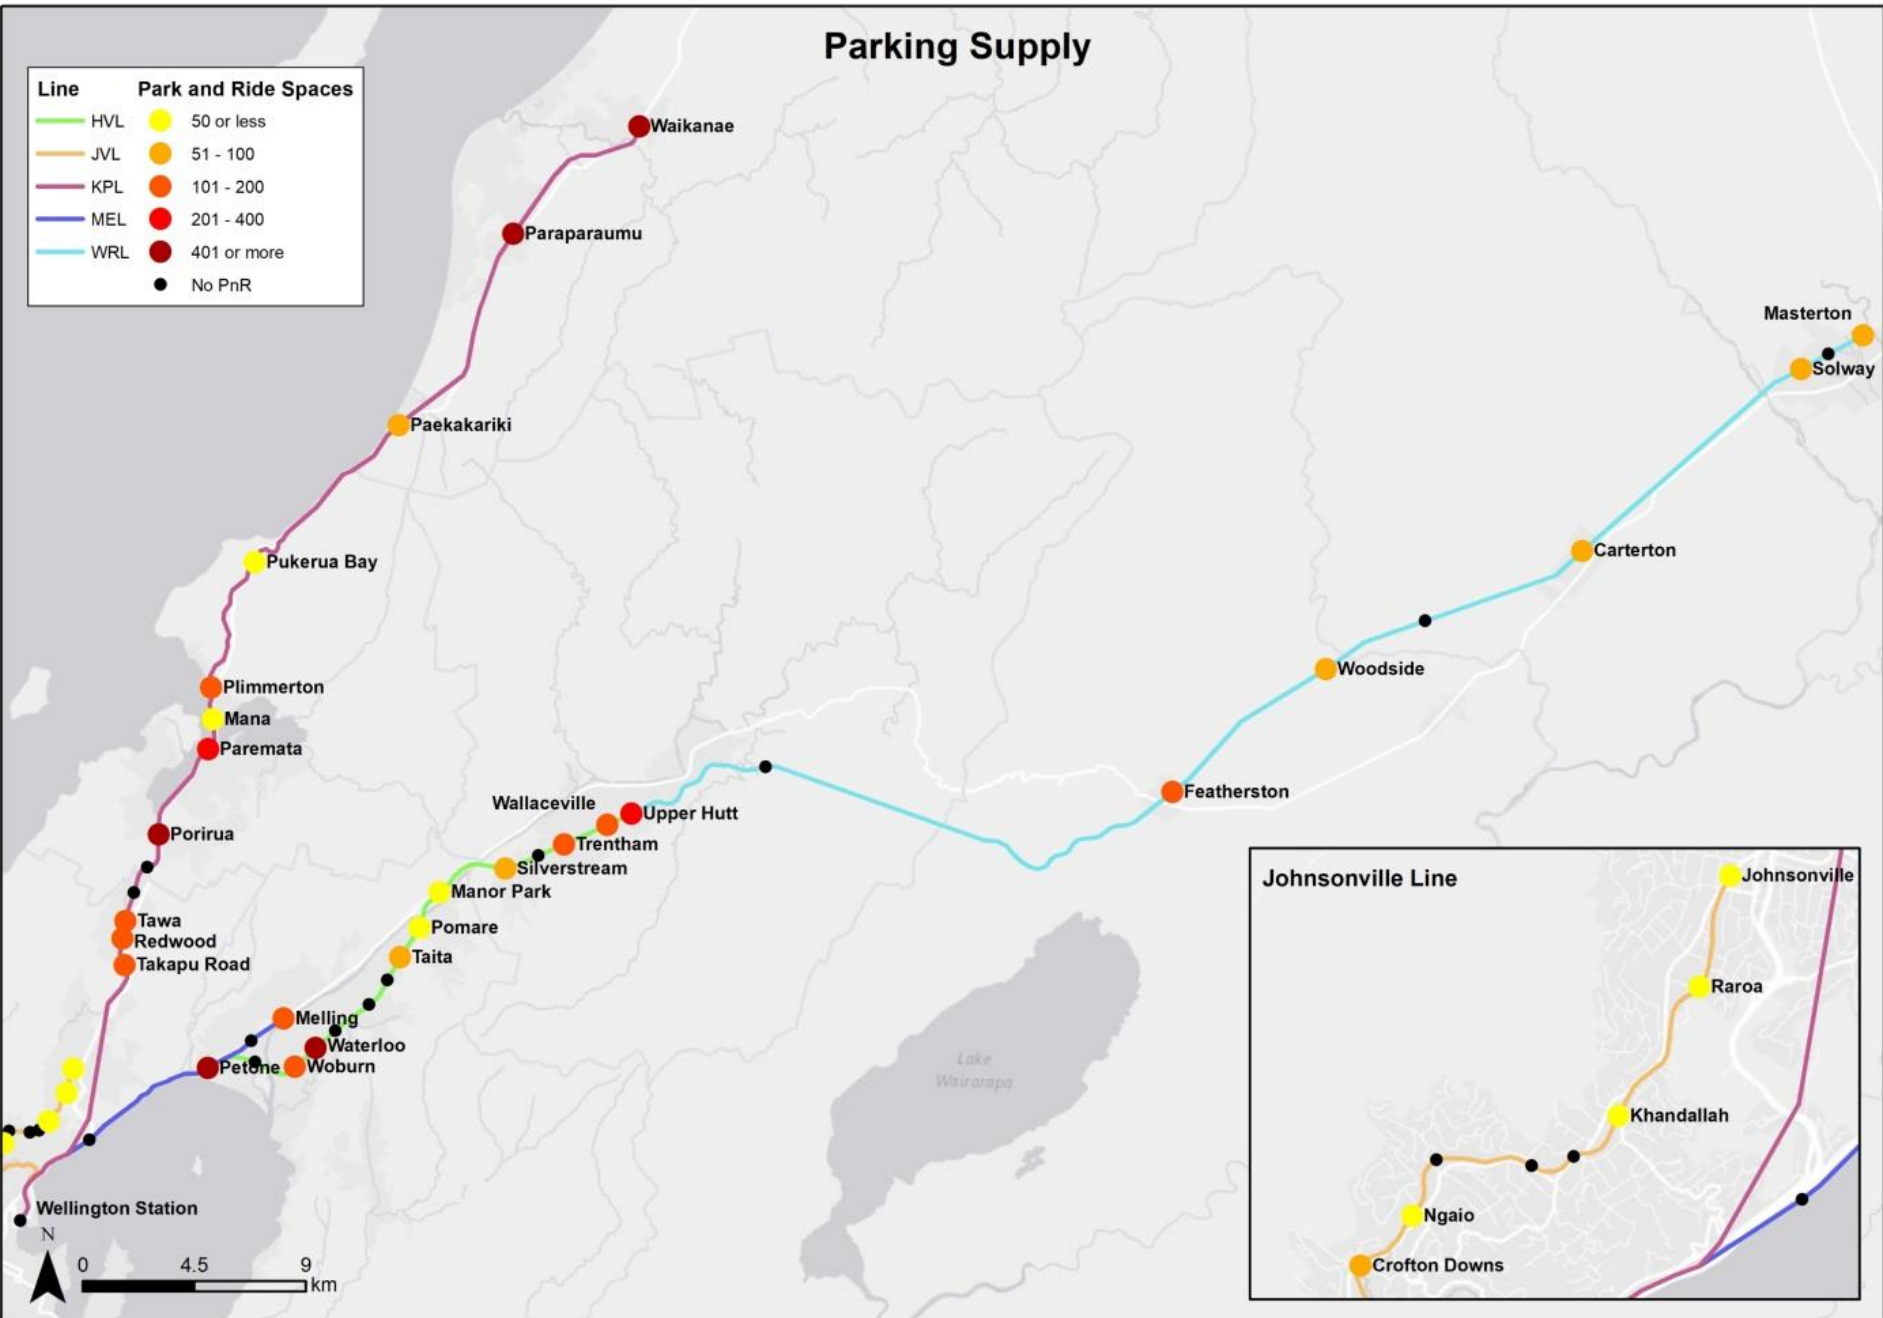 Parking Supply
Line Park and Ride Spaces
HVL 50 or less
JVL 51 - 100
KPL 101 - 200
MEL 201 - 400
WRL 401 or more
No PnR
Waikanae
Paraparaumu
Masterton
Solway
Paekakariki
Carterton
Pukerua Bay
Woodside
Plimmerton
Mana
Paremata
Featherston
Wallaceville
Upper Hutt
Porirua
Trentham
Silverstream
Manor Park
Tawa
Pomare
Redwood
Taita
Takapu Road
Melling
Waterloo
Petone
Woburn
Lake
Wairarapa
Wellington Station
N
0 4.5 9
km
Johnsonville Line
Johnsonville
Raroa
Khandallah
Ngaio
Crofton Downs